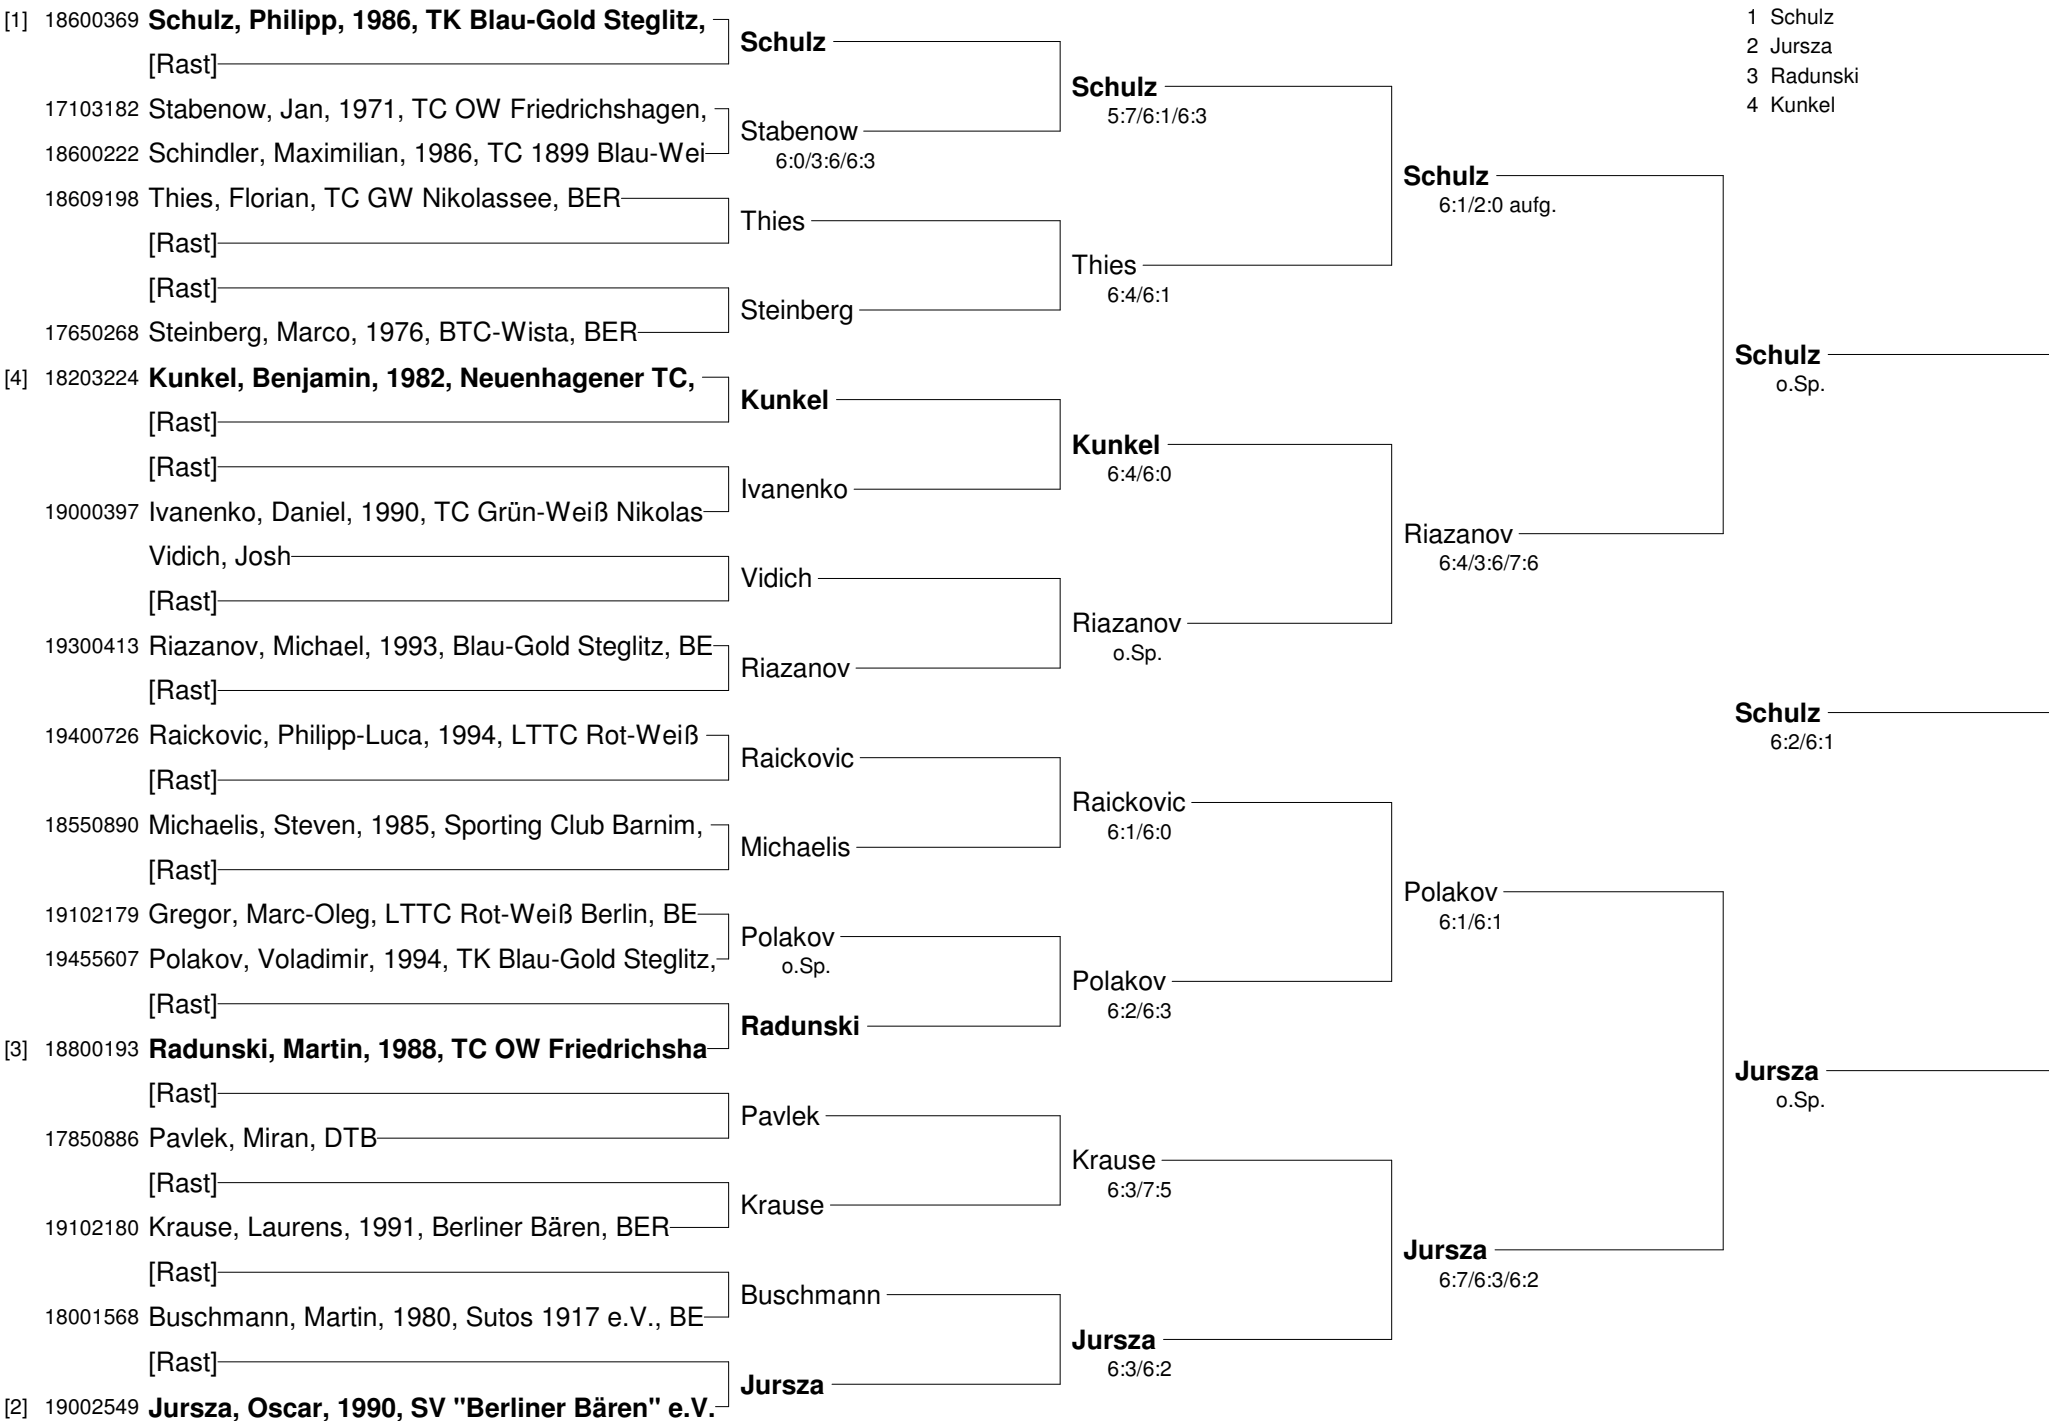 [1] 18600369 Schulz, Philipp, 1986, TK Blau-Gold Steglitz,
[Rast]
17103182 Stabenow, Jan, 1971, TC OW Friedrichshagen,
18600222 Schindler, Maximilian, 1986, TC 1899 Blau-Wei
18609198 Thies, Florian, TC GW Nikolassee, BER
[Rast]
[Rast]
17650268 Steinberg, Marco, 1976, BTC-Wista, BER
[4] 18203224 Kunkel, Benjamin, 1982, Neuenhagener TC,
[Rast]
[Rast]
19000397 Ivanenko, Daniel, 1990, TC Grün-Weiß Nikolas
Vidich, Josh
[Rast]
19300413 Riazanov, Michael, 1993, Blau-Gold Steglitz, BE
[Rast]
19400726 Raickovic, Philipp-Luca, 1994, LTTC Rot-Weiß
[Rast]
18550890 Michaelis, Steven, 1985, Sporting Club Barnim,
[Rast]
19102179 Gregor, Marc-Oleg, LTTC Rot-Weiß Berlin, BE
19455607 Polakov, Voladimir, 1994, TK Blau-Gold Steglitz,
[Rast]
[3] 18800193 Radunski, Martin, 1988, TC OW Friedrichsha
[Rast]
17850886 Pavlek, Miran, DTB
[Rast]
19102180 Krause, Laurens, 1991, Berliner Bären, BER
[Rast]
18001568 Buschmann, Martin, 1980, Sutos 1917 e.V., BE
[Rast]
[2] 19002549 Jursza, Oscar, 1990, SV "Berliner Bären" e.V.
Schulz
Stabenow
6:0/3:6/6:3
Thies
Steinberg
Kunkel
Ivanenko
Vidich
Riazanov
Raickovic
Michaelis
Polakov
o.Sp.
Radunski
Pavlek
Krause
Buschmann
Jursza
Schulz
5:7/6:1/6:3
Thies
6:4/6:1
Kunkel
6:4/6:0
Riazanov
o.Sp.
Raickovic
6:1/6:0
Polakov
6:2/6:3
Krause
6:3/7:5
Jursza
6:3/6:2
Schulz
6:1/2:0 aufg.
Riazanov
6:4/3:6/7:6
Polakov
6:1/6:1
Jursza
6:7/6:3/6:2
1 Schulz
2 Jursza
3 Radunski
4 Kunkel
Schulz
o.Sp.
Schulz
6:2/6:1
Jursza
o.Sp.